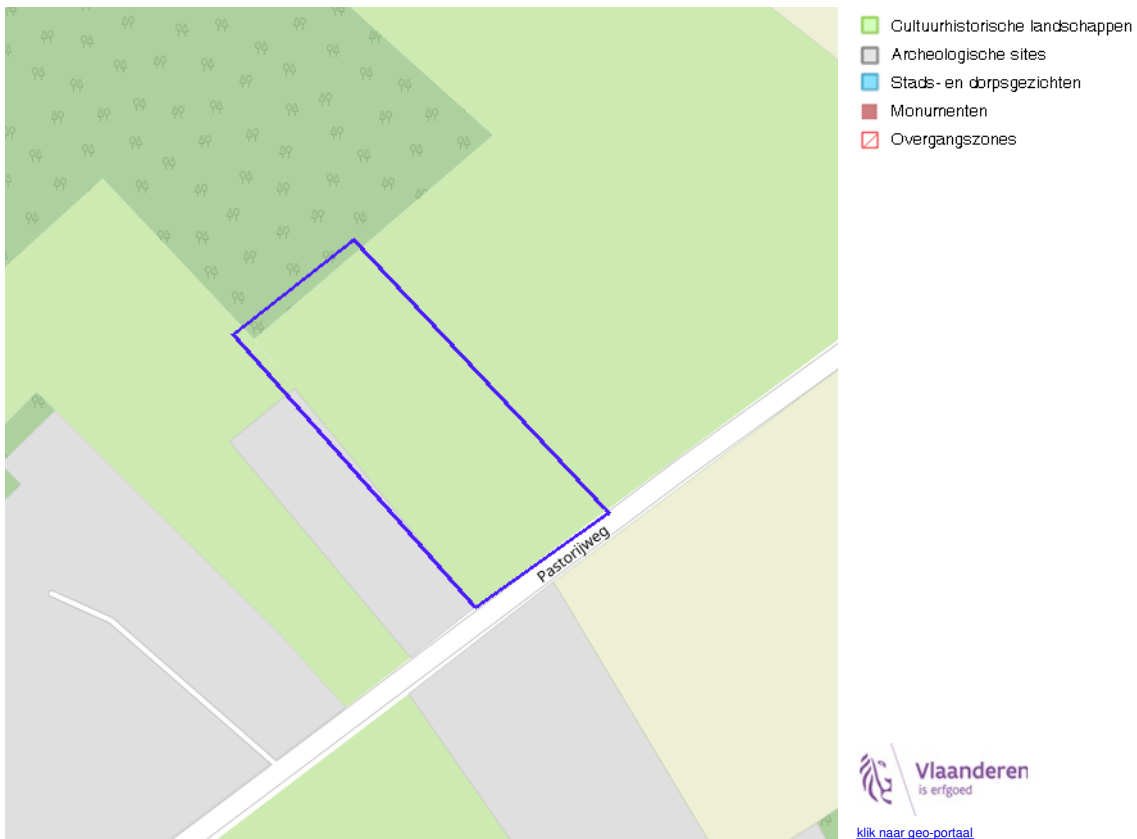 Cultuurhistorische landschappen
Archeologische sites
Stads- en dorpsgezichten
Monumenten
Overgangszones
Pastorijweg
Vlaanderen
is erfgoed
klik naar geo-portaal